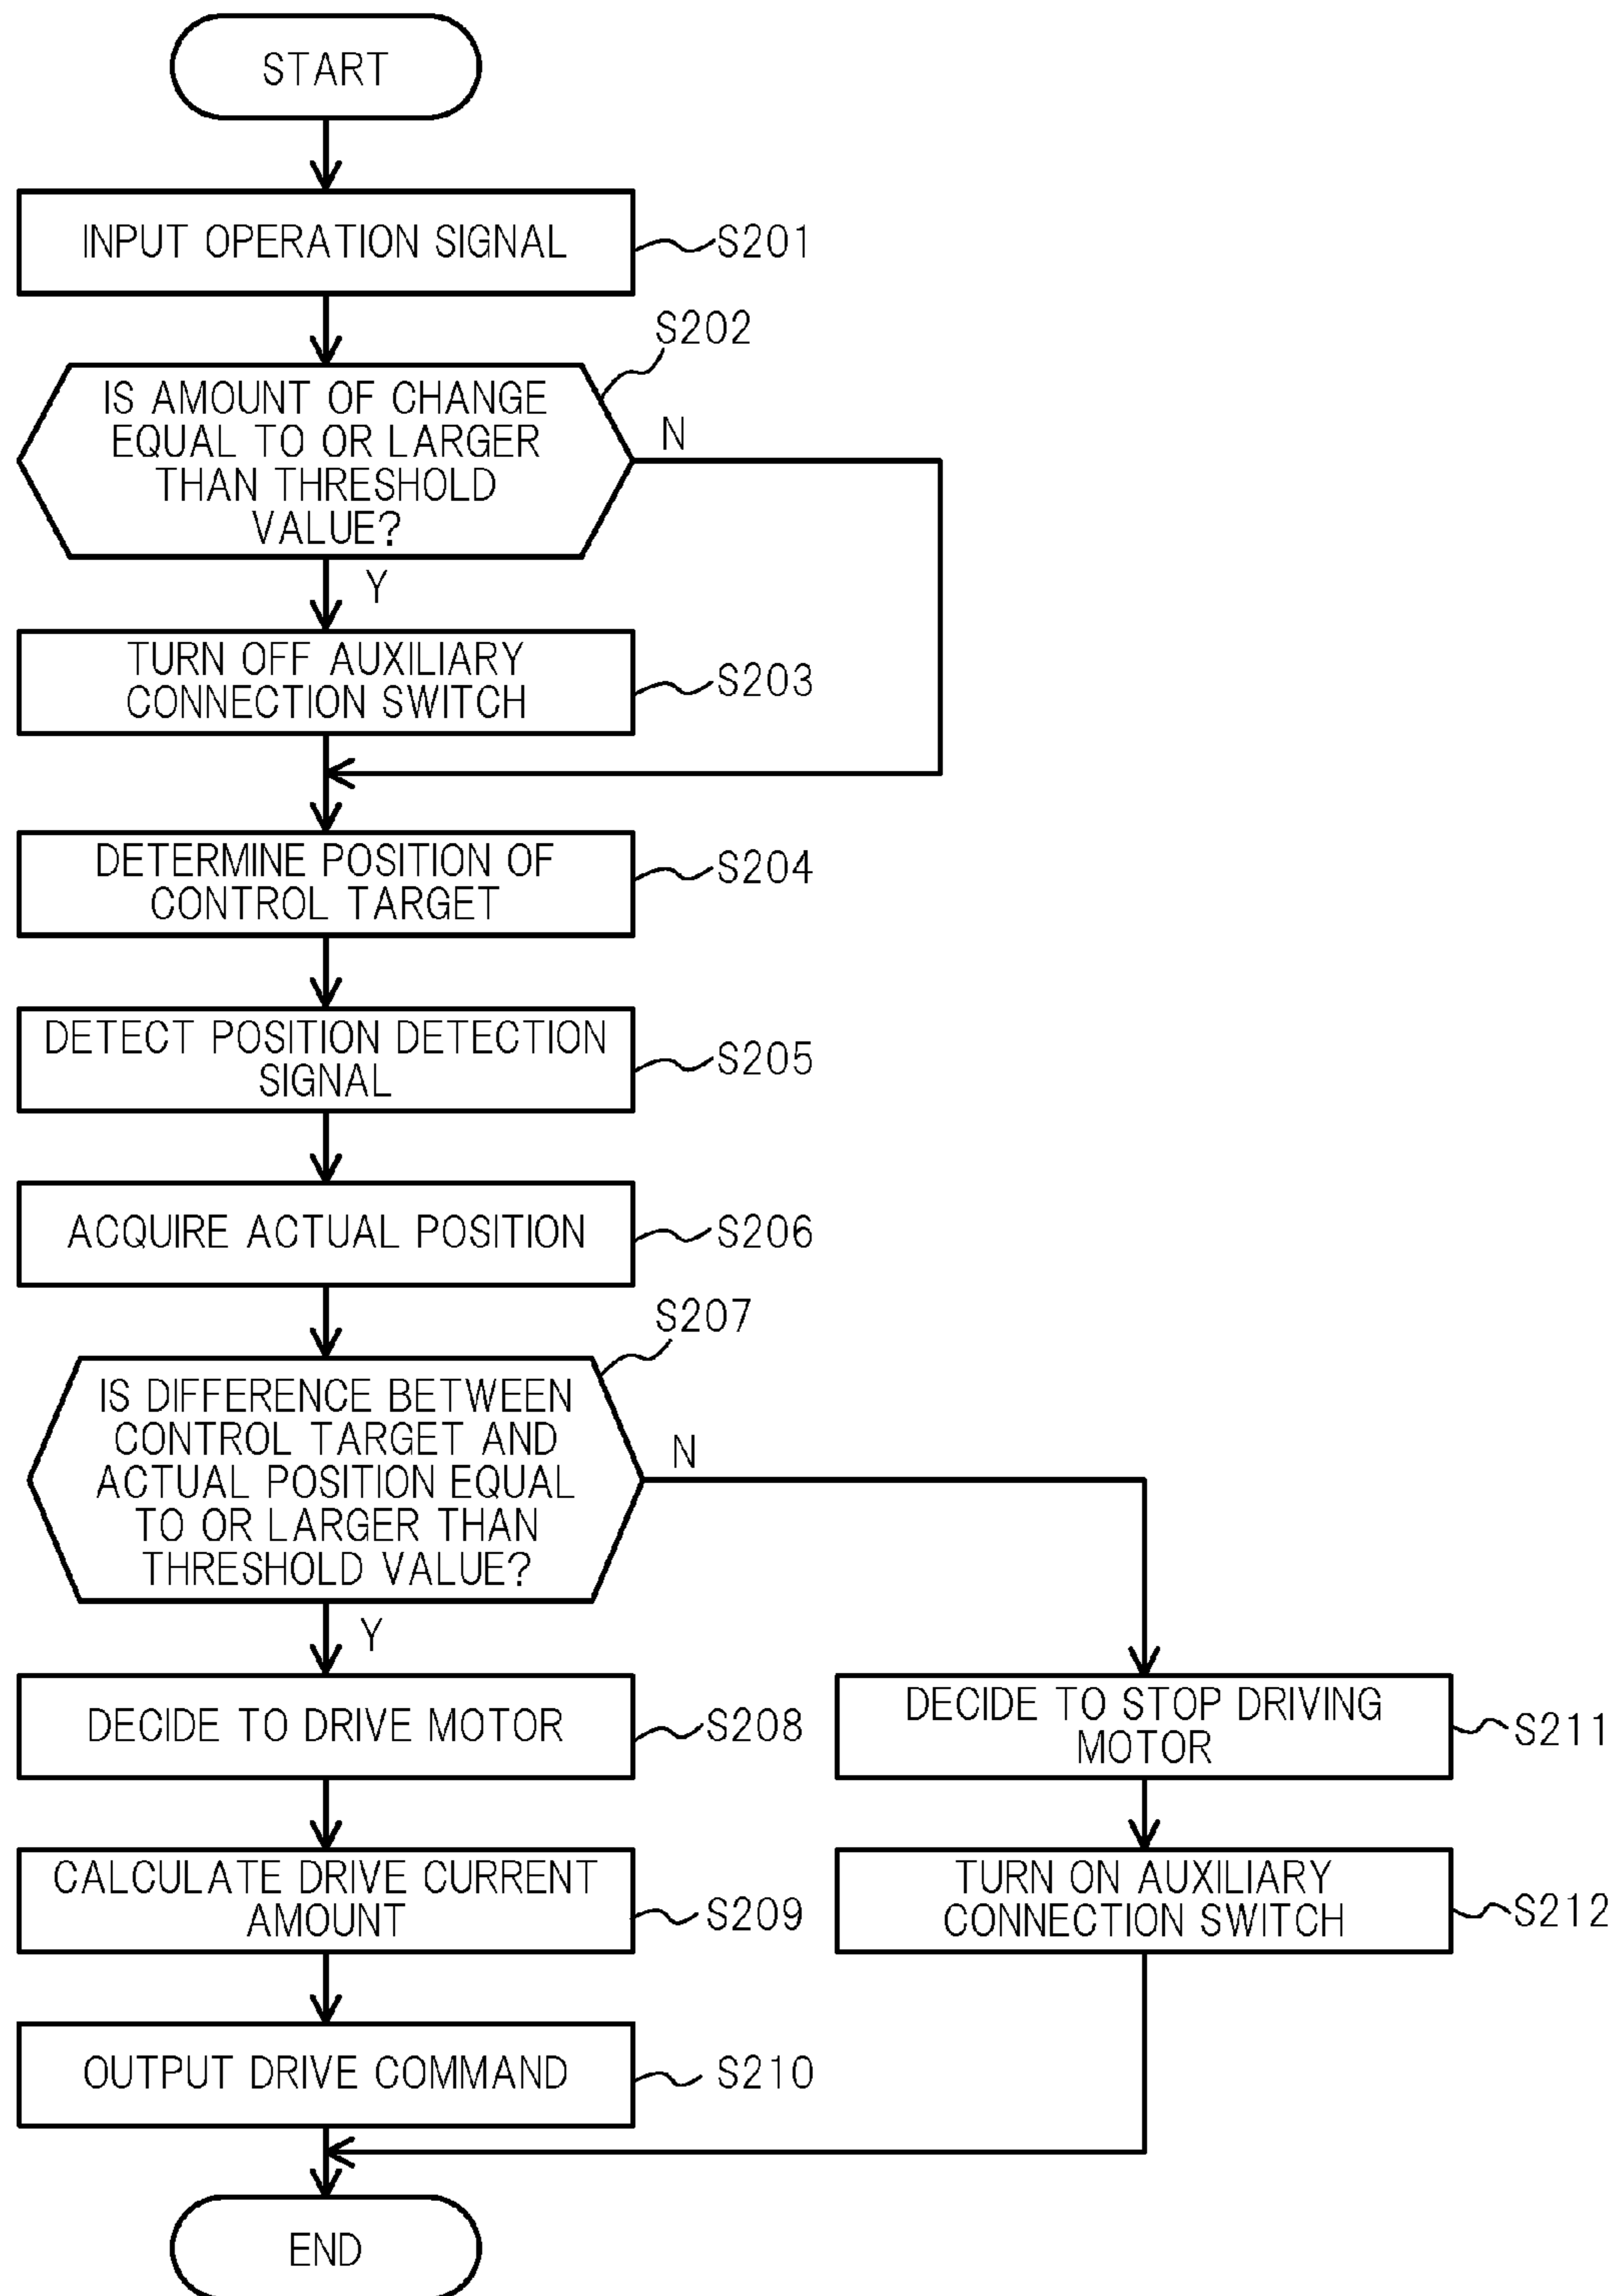 START
INPUT OPERATION SIGNAL
S201
S202
IS AMOUNT OF CHANGE
EQUAL TO OR LARGER
THAN THRESHOLD
VALUE?
N
Y
TURN OFF AUXILIARY
CONNECTION SWITCH
S203
DETERMINE POSITION OF
CONTROL TARGET
S204
DETECT POSITION DETECTION
SIGNAL
S205
ACQUIRE ACTUAL POSITION
S206
S207
IS DIFFERENCE BETWEEN
CONTROL TARGET AND
ACTUAL POSITION EQUAL
TO OR LARGER THAN
THRESHOLD VALUE?
N
Y
DECIDE TO DRIVE MOTOR
S208
DECIDE TO STOP DRIVING
MOTOR
S211
CALCULATE DRIVE CURRENT
AMOUNT
S209
TURN ON AUXILIARY
CONNECTION SWITCH
S212
OUTPUT DRIVE COMMAND
S210
END